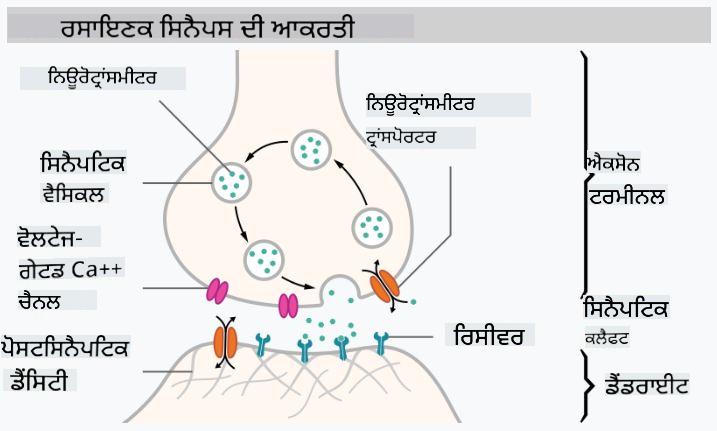 ਰਸਾਇਣਕ ਸਿਨੈਪਸ ਦੀ ਆਕਰਤੀ
ਨਿਊਰੋਟ੍ਰਾਂਸਮੀਟਰ
ਨਿਊਰੋਟ੍ਰਾਂਸਮੀਟਰ
ਟ੍ਰਾਂਸਪੋਰਟਰ
ਸਿਨੈਪਟਿਕ
ਵੈਸਿਕਲ
ਐਕਸੋਨ
ਟਰਮੀਨਲ
ਵੋਲਟੇਜ-
ਗੇਟਡ Ca++
ਚੈਨਲ
ਸਿਨੈਪਟਿਕ
ਕਲੈਫਟ
ਰਿਸੀਵਰ
ਪੋਸਟਸਿਨੈਪਟਿਕ
ਡੈਂਸਿਟੀ
ਡੈਂਡਰਾਈਟ